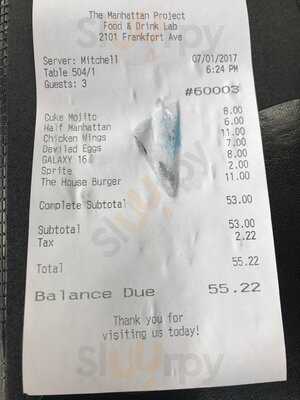 The Manhattan Project
Food & Drink Lab
2101 Frankfort Ave
Server: Mitchell 07/01/2017
Table 504/1 6:24 PM
Guests: 3
#60003
Cuke Mojito 8.00
Half Manhattan 6.00
Chicken Wings 11.00
Deviled Eggs 7.00
GALAXY 16 8.00
Sprite 2.00
The House Burger 11.00
Complete Subtotal 53.00
Subtotal 53.00
Tax 2.22
Total 55.22
Balance Due 55.22
Thank you for
visiting us today!
Sluurpy